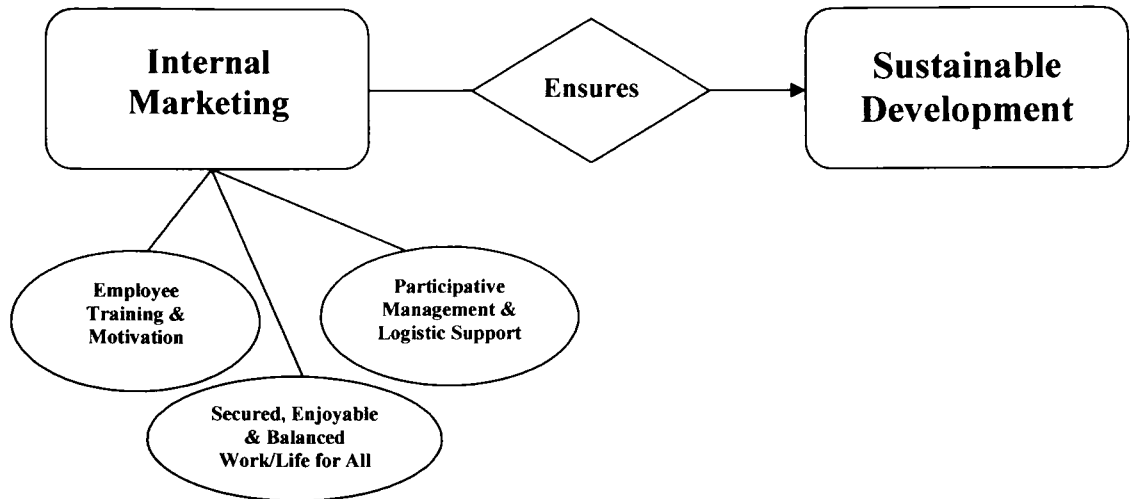 Internal
Marketing
Ensures
Sustainable
Development
Employee
Training &
Motivation
Participative
Management &
Logistic Support
Secured, Enjoyable
& Balanced
Work/Life for All